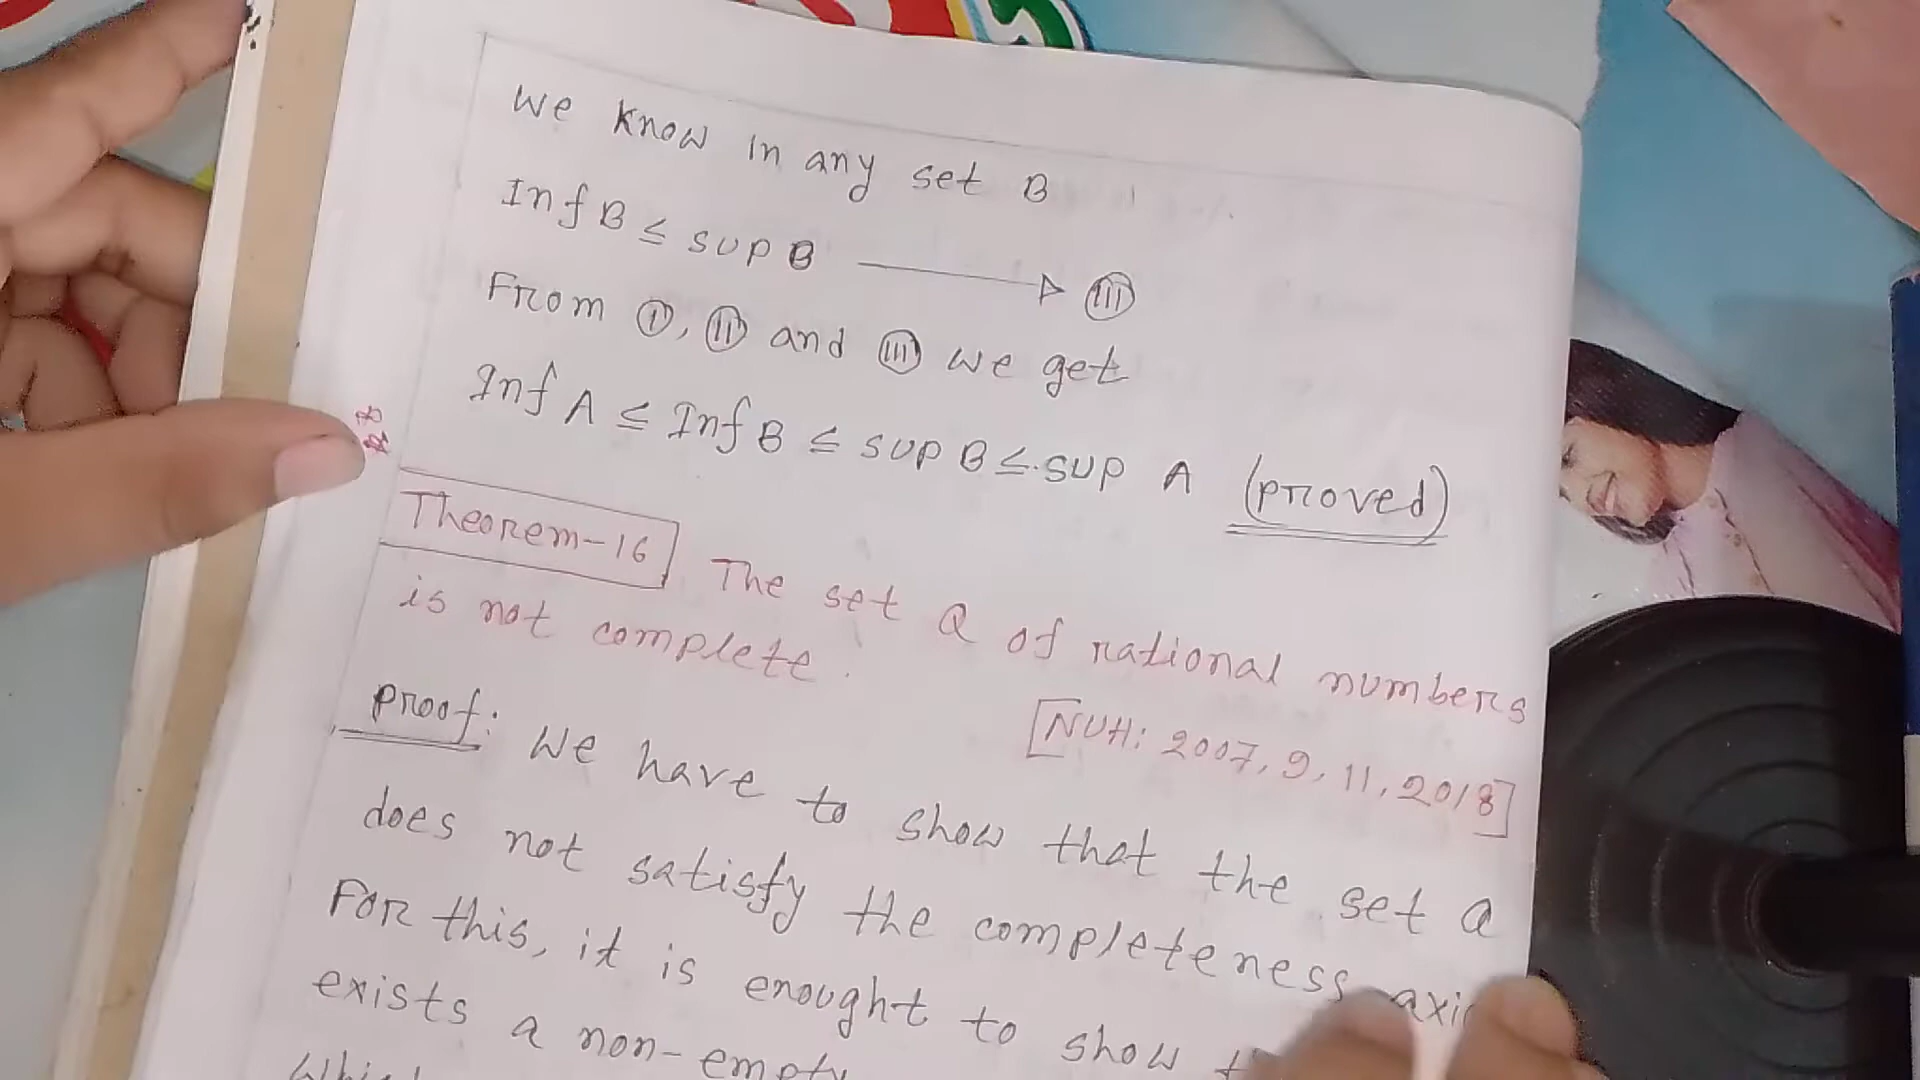 We know in any set B
Inf B ≤ sup B → (III)
From (I), (II) and (III) we get
Inf A ≤ Inf B ≤ sup B ≤ sup A (proved)
Theorem-16 The set Q of rational numbers
is not complete.
[NUH: 2007, 9, 11, 2018]
proof: We have to show that the set Q
does not satisfy the completeness
For this, it is enought to show
exists a non-empty